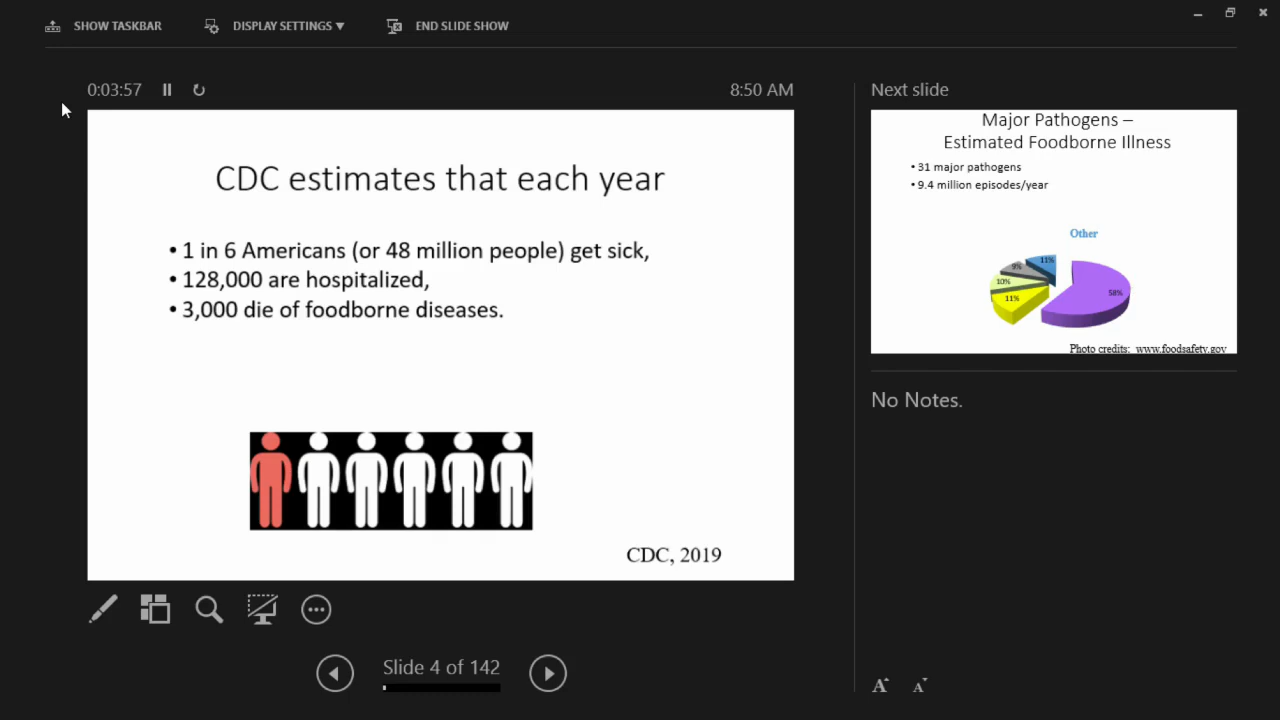 SHOW TASKBAR DISPLAY SETTINGS ▼ END SLIDE SHOW
0:03:57 8:50 AM
CDC estimates that each year
• 1 in 6 Americans (or 48 million people) get sick,
• 128,000 are hospitalized,
• 3,000 die of foodborne diseases.
CDC, 2019
Slide 4 of 142
Next slide
Major Pathogens –
Estimated Foodborne Illness
• 31 major pathogens
• 9.4 million episodes/year
Other
11%
9%
10%
11%
58%
Photo credits: www.foodsafety.gov
No Notes.
A A